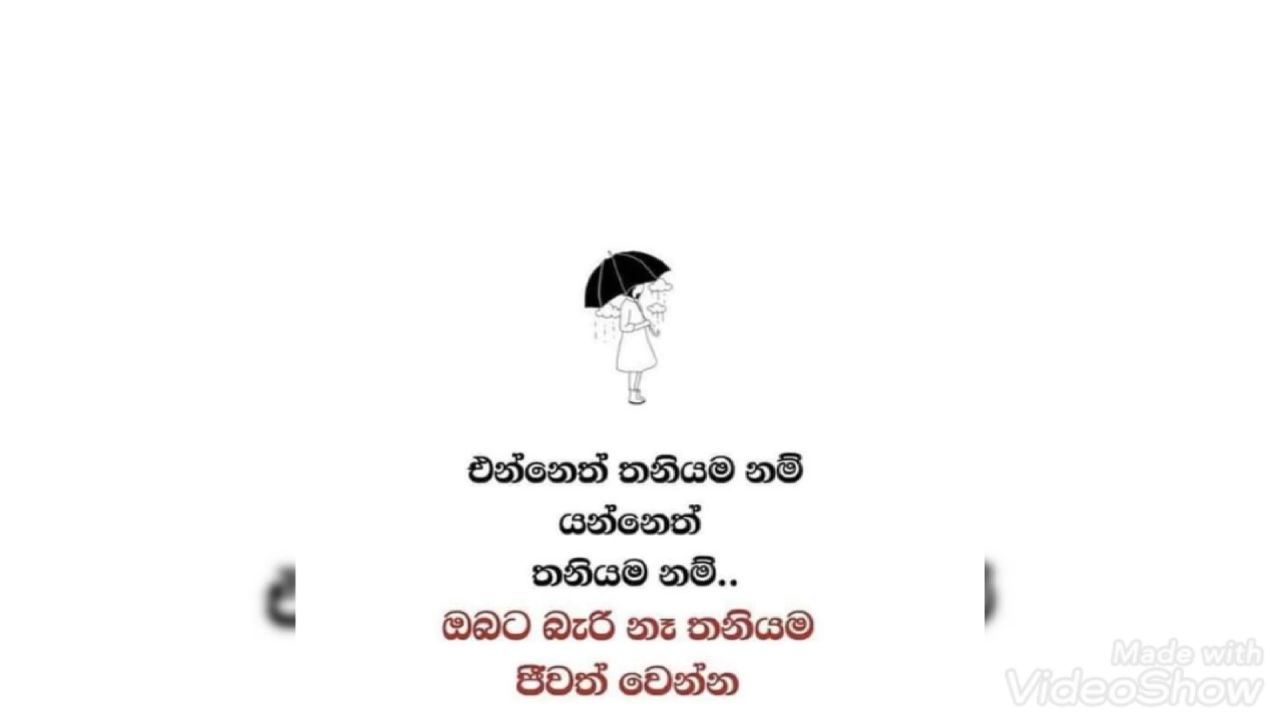 එන්නෙත් තනියම නම්
යන්නෙත්
තනියම නම්..
ඔබට බැරි නෑ තනියම
ජීවත් වෙන්න
Made with
VideoShow